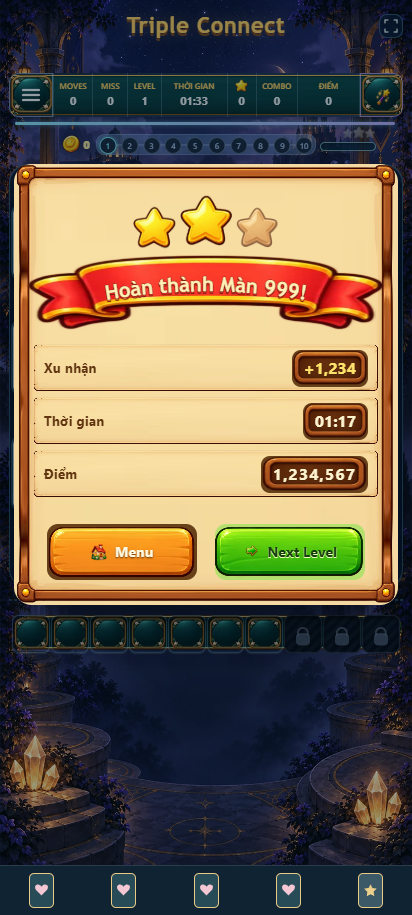 Triple Connect
MOVES MISS LEVEL THỜI GIAN COMBO ĐIỂM
0 0 1 01:33 0 0 0
0 1 2 3 4 5 6 7 8 9 10
Hoàn thành Màn 999!
Xu nhận +1,234
Thời gian 01:17
Điểm 1,234,567
Menu Next Level